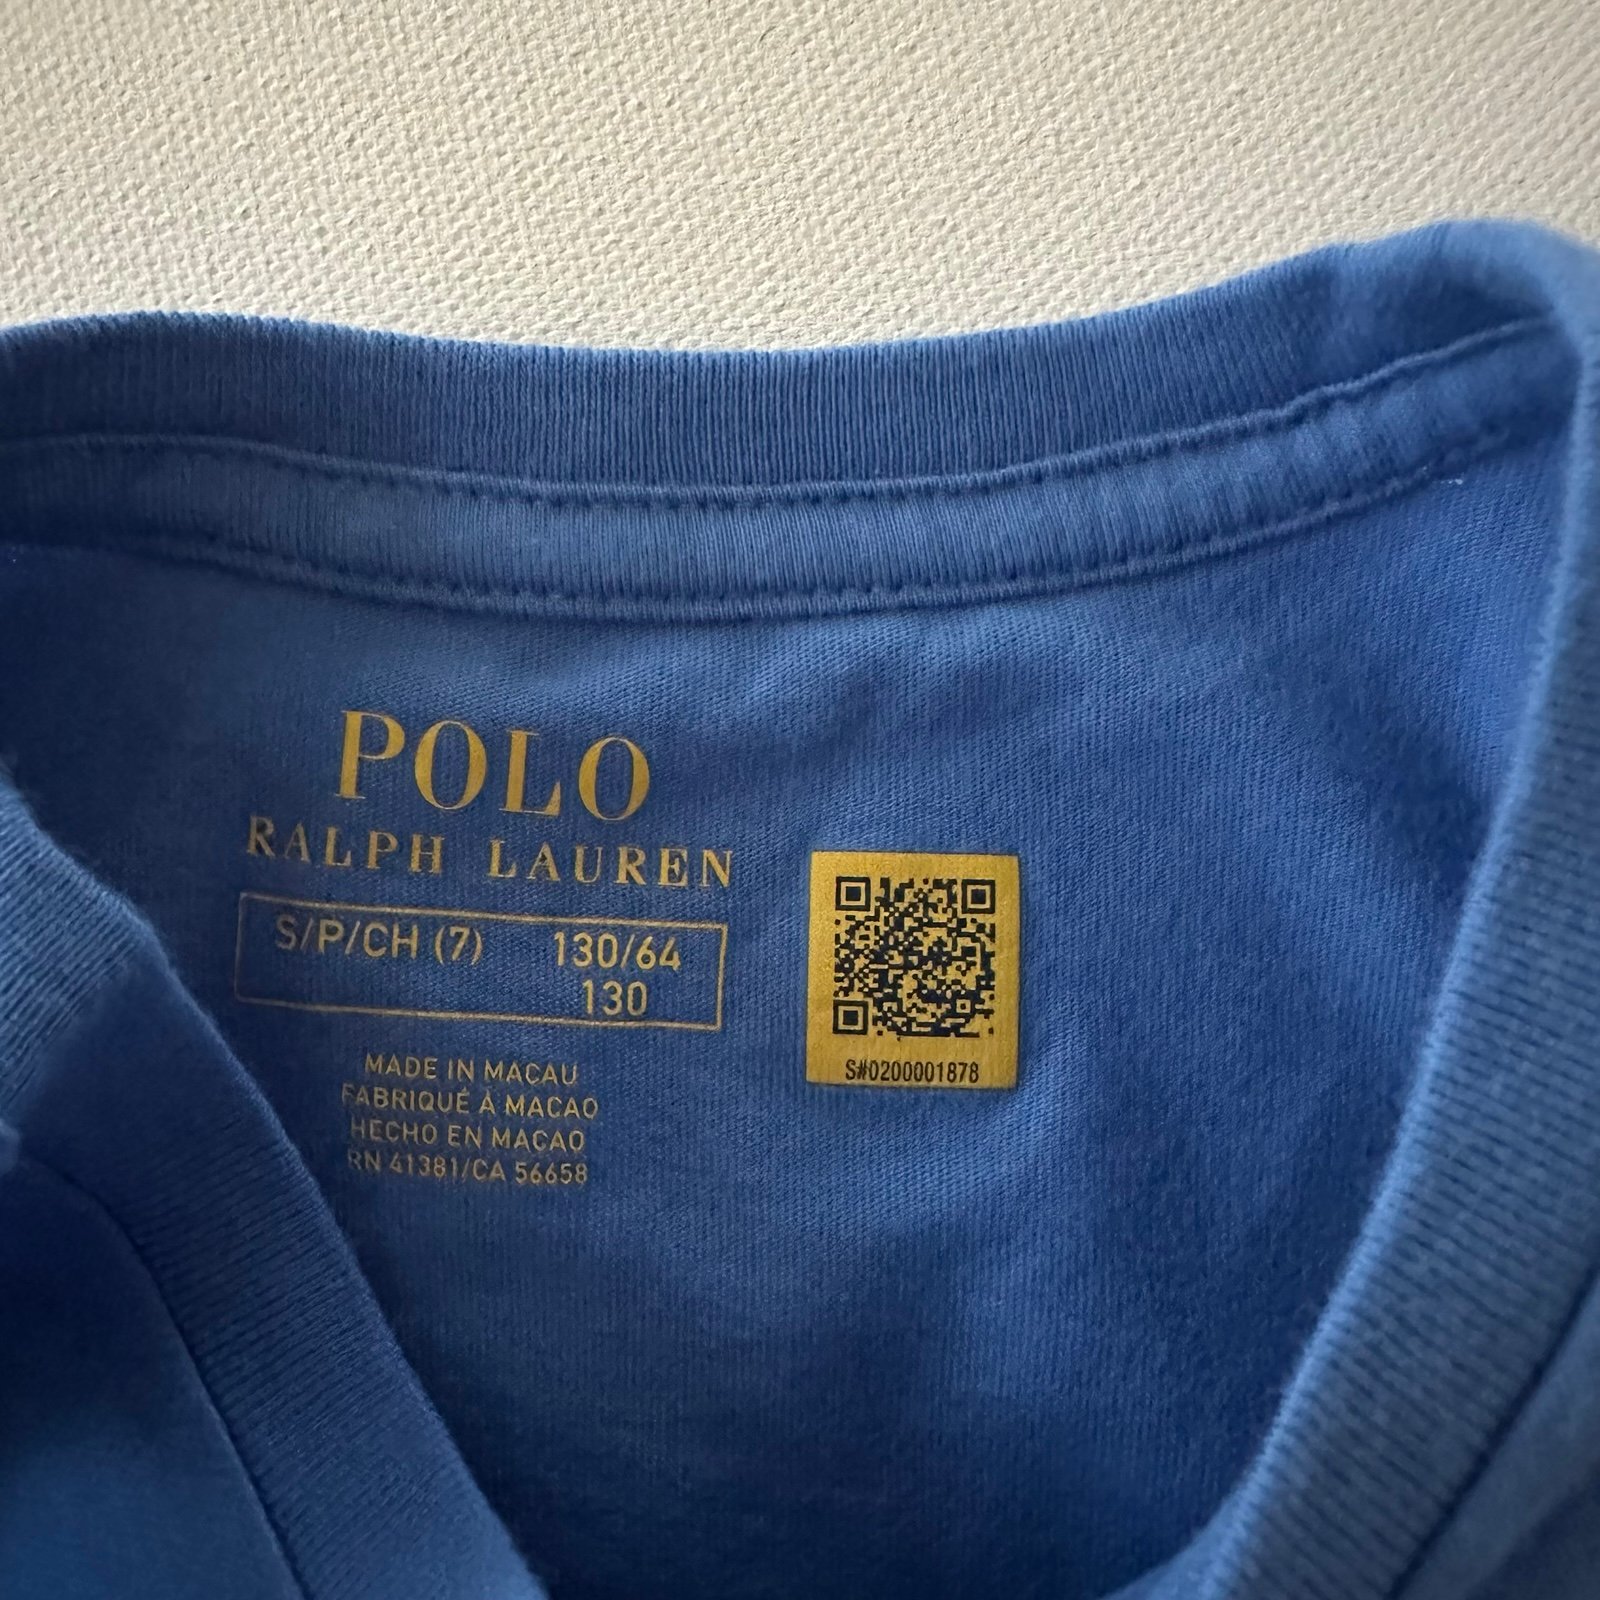 POLO
RALPH LAUREN
S/P/CH (7) 130/64
130
MADE IN MACAU
FABRIQUÉ À MACAO
HECHO EN MACAO
RN 41381/CA 56658
S#0200001878